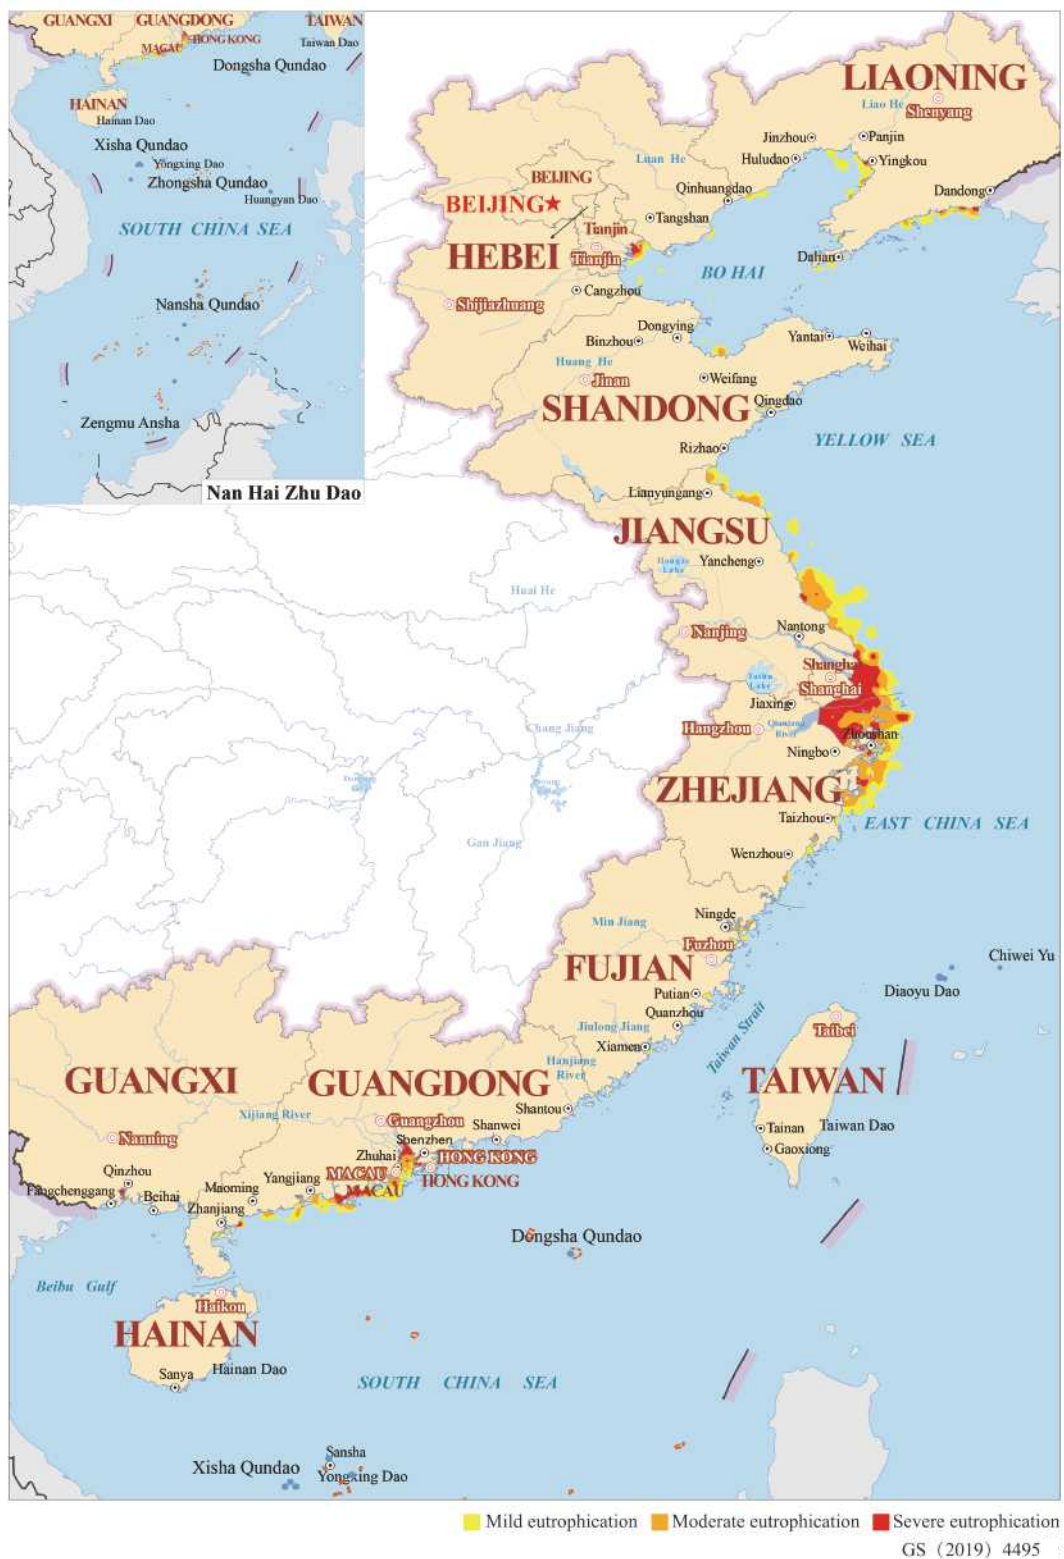 GUANGXI
GUANGDONG
TAIWAN
MACAU
HONG KONG
Taiwan Dao
Dongsha Qundao
HAINAN
Hainan Dao
Xisha Qundao
Yongxing Dao
Zhongsha Qundao
Huangyan Dao
SOUTH CHINA SEA
Nansha Qundao
Zengmu Ansha
Nan Hai Zhu Dao
LIAONING
Liao He
Shenyang
Jinzhou
Panjin
Huludao
Yingkou
Luan He
BEIJING
Qinhuangdao
Dandong
BEIJING
Tangshan
Tianjin
HEBEI
Tianjin
Dalian
BO HAI
Cangzhou
Shijiazhuang
Dongying
Binzhou
Yantai
Weihai
Huang He
Jinan
Weifang
SHANDONG
Qingdao
YELLOW SEA
Rizhao
Lianyungang
JIANGSU
Hongze
Lake
Yancheng
Huai He
Nanjing
Nantong
Shangha
Taihu
Lake
Shanghai
Jiaxing
Chang Jiang
Hangzhou
Qiantang
River
Zhoushan
Ningbo
ZHEJIANG
Taizhou
EAST CHINA SEA
Gan Jiang
Wenzhou
Min Jiang
Ningde
Fuzhou
FUJIAN
Chiwei Yu
Diaoyu Dao
Putian
Quanzhou
Jiulong Jiang
Xiamen
Taiwan Strait
Taibei
Hanjiang
River
GUANGXI
GUANGDONG
TAIWAN
Xijiang River
Shantou
Guangzhou
Shanwei
Tainan
Taiwan Dao
Nanning
Shenzhen
Gaoxiong
Zhuhai
HONG KONG
Qinzhou
MACAU
HONG KONG
Yangjiang
Fangchenggang
Beihai
Maoming
MACAU
Zhanjiang
Dongsha Qundao
Beibu Gulf
Haikou
HAINAN
Sanya
Hainan Dao
SOUTH CHINA SEA
Sansha
Xisha Qundao
Yongxing Dao
Mild eutrophication
Moderate eutrophication
Severe eutrophication
GS (2019) 4495